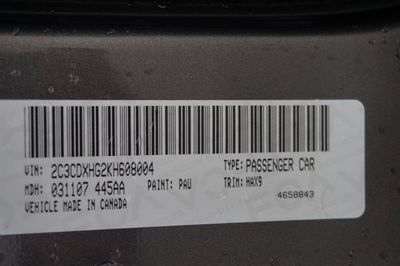 VIN: 2C3CDXHG2KH608004 TYPE: PASSENGER CAR
MDH: 031107 445AA PAINT: PAU TRIM: HAX9
VEHICLE MADE IN CANADA 4658843